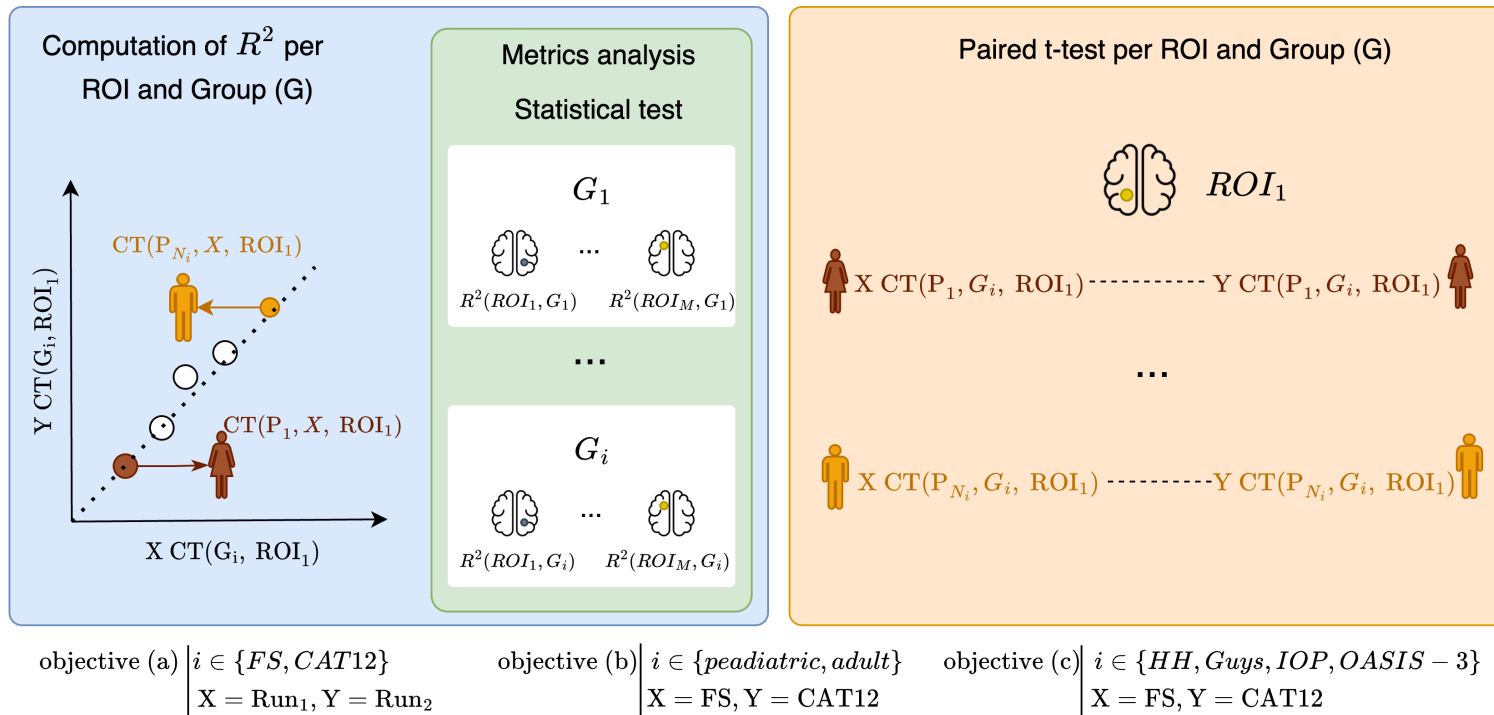 Computation of R² per
ROI and Group (G)
CT(P_{N_i}, X, ROI₁)
Y CT(G_i, ROI₁)
CT(P₁, X, ROI₁)
X CT(G_i, ROI₁)
Metrics analysis
Statistical test
G₁
...
R²(ROI₁, G₁) R²(ROI_M, G₁)
...
G_i
...
R²(ROI₁, G_i) R²(ROI_M, G_i)
Paired t-test per ROI and Group (G)
ROI₁
X CT(P₁, G_i, ROI₁) ------------ Y CT(P₁, G_i, ROI₁)
...
X CT(P_{N_i}, G_i, ROI₁) ------------ Y CT(P_{N_i}, G_i, ROI₁)
objective (a) | i ∈ {FS, CAT12}
X = Run₁, Y = Run₂
objective (b) | i ∈ {peadiatric, adult}
X = FS, Y = CAT12
objective (c) | i ∈ {HH, Guys, IOP, OASIS − 3}
X = FS, Y = CAT12